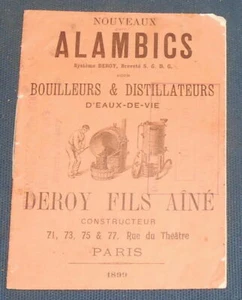 NOUVEAUX
ALAMBICS
Système DEROY, Breveté S. G. D. G.
POUR
BOUILLEURS & DISTILLATEURS
D'EAUX-DE-VIE
DEROY FILS AÎNÉ
CONSTRUCTEUR
71, 73, 75 & 77, Rue du Théâtre
PARIS
1899